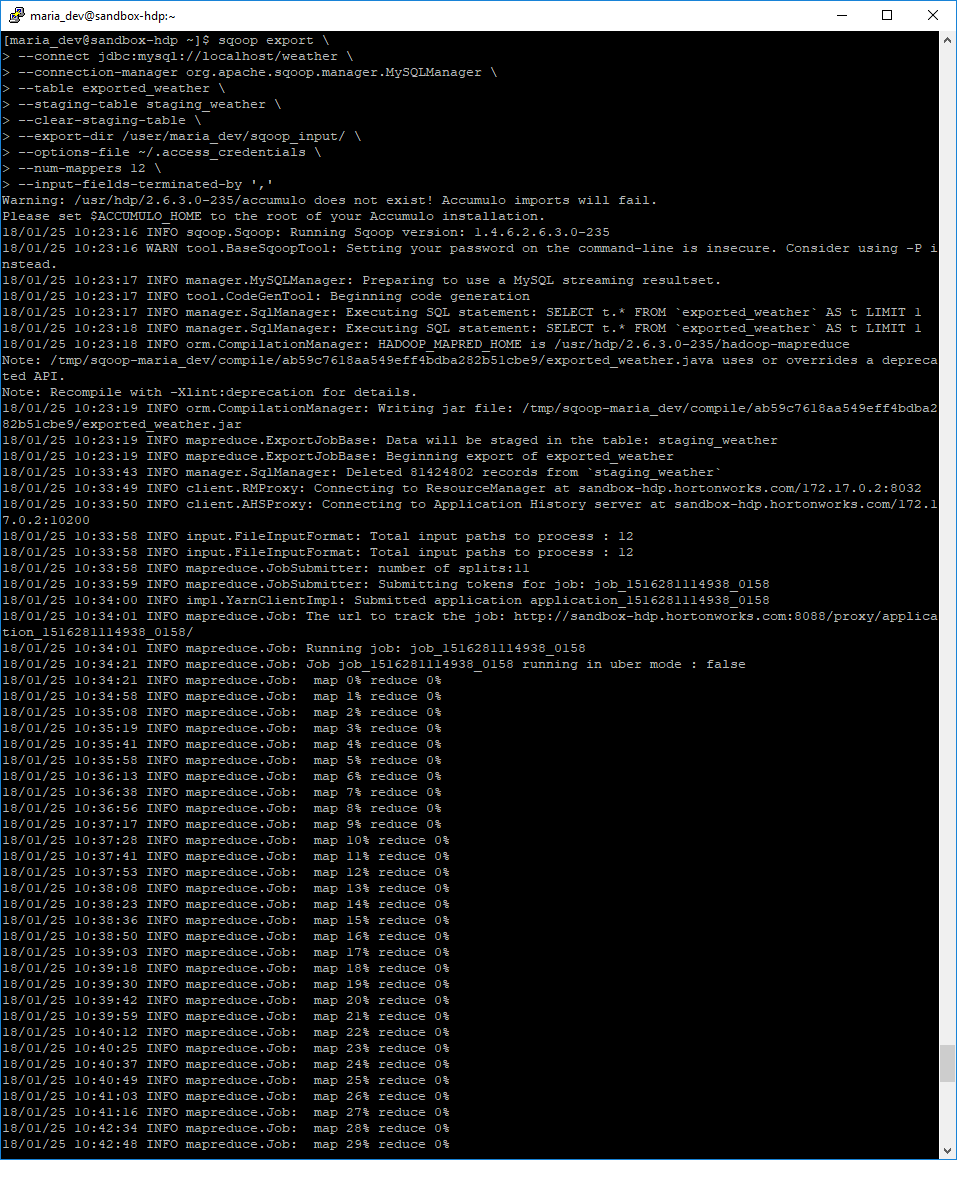 maria_dev@sandbox-hdp:~
[maria_dev@sandbox-hdp ~]$ sqoop export \
> --connect jdbc:mysql://localhost/weather \
> --connection-manager org.apache.sqoop.manager.MySQLManager \
> --table exported_weather \
> --staging-table staging_weather \
> --clear-staging-table \
> --export-dir /user/maria_dev/sqoop_input/ \
> --options-file ~/.access_credentials \
> --num-mappers 12 \
> --input-fields-terminated-by ','
Warning: /usr/hdp/2.6.3.0-235/accumulo does not exist! Accumulo imports will fail.
Please set $ACCUMULO_HOME to the root of your Accumulo installation.
18/01/25 10:23:16 INFO sqoop.Sqoop: Running Sqoop version: 1.4.6.2.6.3.0-235
18/01/25 10:23:16 WARN tool.BaseSqoopTool: Setting your password on the command-line is insecure. Consider using -P i
nstead.
18/01/25 10:23:17 INFO manager.MySQLManager: Preparing to use a MySQL streaming resultset.
18/01/25 10:23:17 INFO tool.CodeGenTool: Beginning code generation
18/01/25 10:23:17 INFO manager.SqlManager: Executing SQL statement: SELECT t.* FROM `exported_weather` AS t LIMIT 1
18/01/25 10:23:18 INFO manager.SqlManager: Executing SQL statement: SELECT t.* FROM `exported_weather` AS t LIMIT 1
18/01/25 10:23:18 INFO orm.CompilationManager: HADOOP_MAPRED_HOME is /usr/hdp/2.6.3.0-235/hadoop-mapreduce
Note: /tmp/sqoop-maria_dev/compile/ab59c7618aa549eff4bdba282b51cbe9/exported_weather.java uses or overrides a depreca
ted API.
Note: Recompile with -Xlint:deprecation for details.
18/01/25 10:23:19 INFO orm.CompilationManager: Writing jar file: /tmp/sqoop-maria_dev/compile/ab59c7618aa549eff4bdba2
82b51cbe9/exported_weather.jar
18/01/25 10:23:19 INFO mapreduce.ExportJobBase: Data will be staged in the table: staging_weather
18/01/25 10:23:19 INFO mapreduce.ExportJobBase: Beginning export of exported_weather
18/01/25 10:33:43 INFO manager.SqlManager: Deleted 81424802 records from `staging_weather`
18/01/25 10:33:49 INFO client.RMProxy: Connecting to ResourceManager at sandbox-hdp.hortonworks.com/172.17.0.2:8032
18/01/25 10:33:50 INFO client.AHSProxy: Connecting to Application History server at sandbox-hdp.hortonworks.com/172.1
7.0.2:10200
18/01/25 10:33:58 INFO input.FileInputFormat: Total input paths to process : 12
18/01/25 10:33:58 INFO input.FileInputFormat: Total input paths to process : 12
18/01/25 10:33:58 INFO mapreduce.JobSubmitter: number of splits:11
18/01/25 10:33:59 INFO mapreduce.JobSubmitter: Submitting tokens for job: job_1516281114938_0158
18/01/25 10:34:00 INFO impl.YarnClientImpl: Submitted application application_1516281114938_0158
18/01/25 10:34:01 INFO mapreduce.Job: The url to track the job: http://sandbox-hdp.hortonworks.com:8088/proxy/applica
tion_1516281114938_0158/
18/01/25 10:34:01 INFO mapreduce.Job: Running job: job_1516281114938_0158
18/01/25 10:34:21 INFO mapreduce.Job: Job job_1516281114938_0158 running in uber mode : false
18/01/25 10:34:21 INFO mapreduce.Job:  map 0% reduce 0%
18/01/25 10:34:58 INFO mapreduce.Job:  map 1% reduce 0%
18/01/25 10:35:08 INFO mapreduce.Job:  map 2% reduce 0%
18/01/25 10:35:19 INFO mapreduce.Job:  map 3% reduce 0%
18/01/25 10:35:41 INFO mapreduce.Job:  map 4% reduce 0%
18/01/25 10:35:58 INFO mapreduce.Job:  map 5% reduce 0%
18/01/25 10:36:13 INFO mapreduce.Job:  map 6% reduce 0%
18/01/25 10:36:38 INFO mapreduce.Job:  map 7% reduce 0%
18/01/25 10:36:56 INFO mapreduce.Job:  map 8% reduce 0%
18/01/25 10:37:17 INFO mapreduce.Job:  map 9% reduce 0%
18/01/25 10:37:28 INFO mapreduce.Job:  map 10% reduce 0%
18/01/25 10:37:41 INFO mapreduce.Job:  map 11% reduce 0%
18/01/25 10:37:53 INFO mapreduce.Job:  map 12% reduce 0%
18/01/25 10:38:08 INFO mapreduce.Job:  map 13% reduce 0%
18/01/25 10:38:23 INFO mapreduce.Job:  map 14% reduce 0%
18/01/25 10:38:36 INFO mapreduce.Job:  map 15% reduce 0%
18/01/25 10:38:50 INFO mapreduce.Job:  map 16% reduce 0%
18/01/25 10:39:03 INFO mapreduce.Job:  map 17% reduce 0%
18/01/25 10:39:18 INFO mapreduce.Job:  map 18% reduce 0%
18/01/25 10:39:30 INFO mapreduce.Job:  map 19% reduce 0%
18/01/25 10:39:42 INFO mapreduce.Job:  map 20% reduce 0%
18/01/25 10:39:59 INFO mapreduce.Job:  map 21% reduce 0%
18/01/25 10:40:12 INFO mapreduce.Job:  map 22% reduce 0%
18/01/25 10:40:25 INFO mapreduce.Job:  map 23% reduce 0%
18/01/25 10:40:37 INFO mapreduce.Job:  map 24% reduce 0%
18/01/25 10:40:49 INFO mapreduce.Job:  map 25% reduce 0%
18/01/25 10:41:03 INFO mapreduce.Job:  map 26% reduce 0%
18/01/25 10:41:16 INFO mapreduce.Job:  map 27% reduce 0%
18/01/25 10:42:34 INFO mapreduce.Job:  map 28% reduce 0%
18/01/25 10:42:48 INFO mapreduce.Job:  map 29% reduce 0%